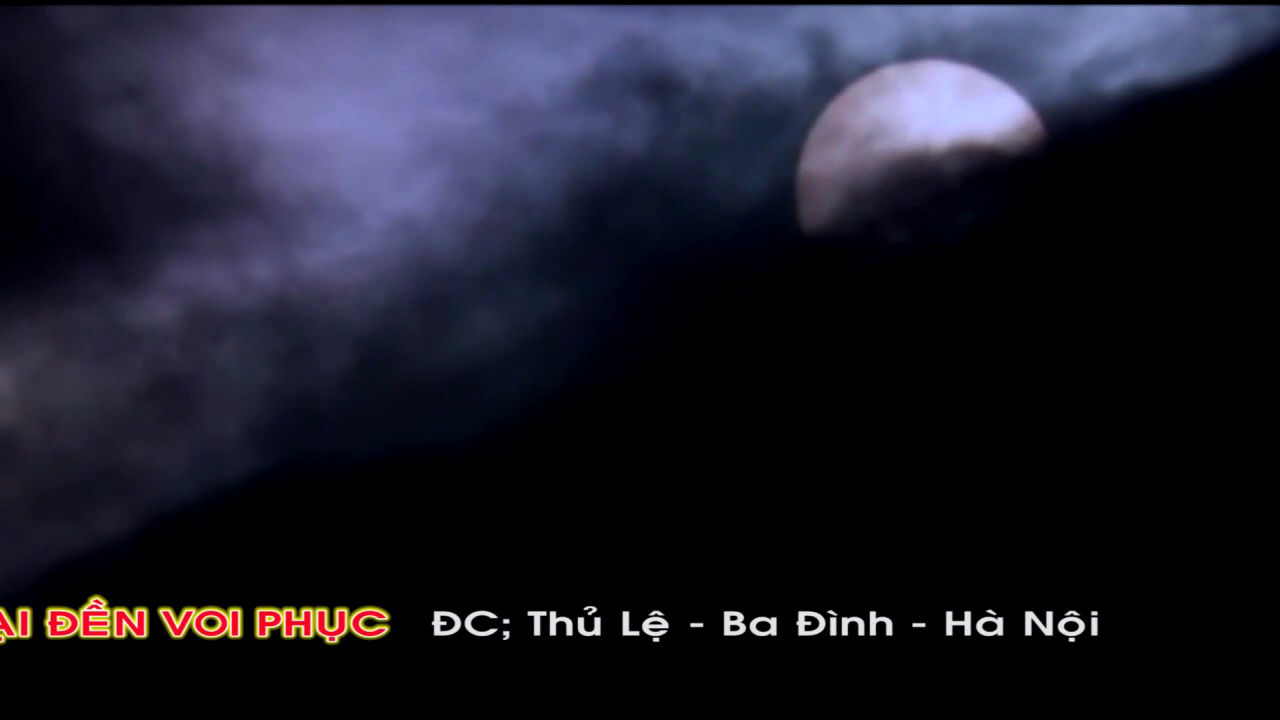 ĐỀN VOI PHỤC ĐC; Thủ Lệ - Ba Đình - Hà Nội